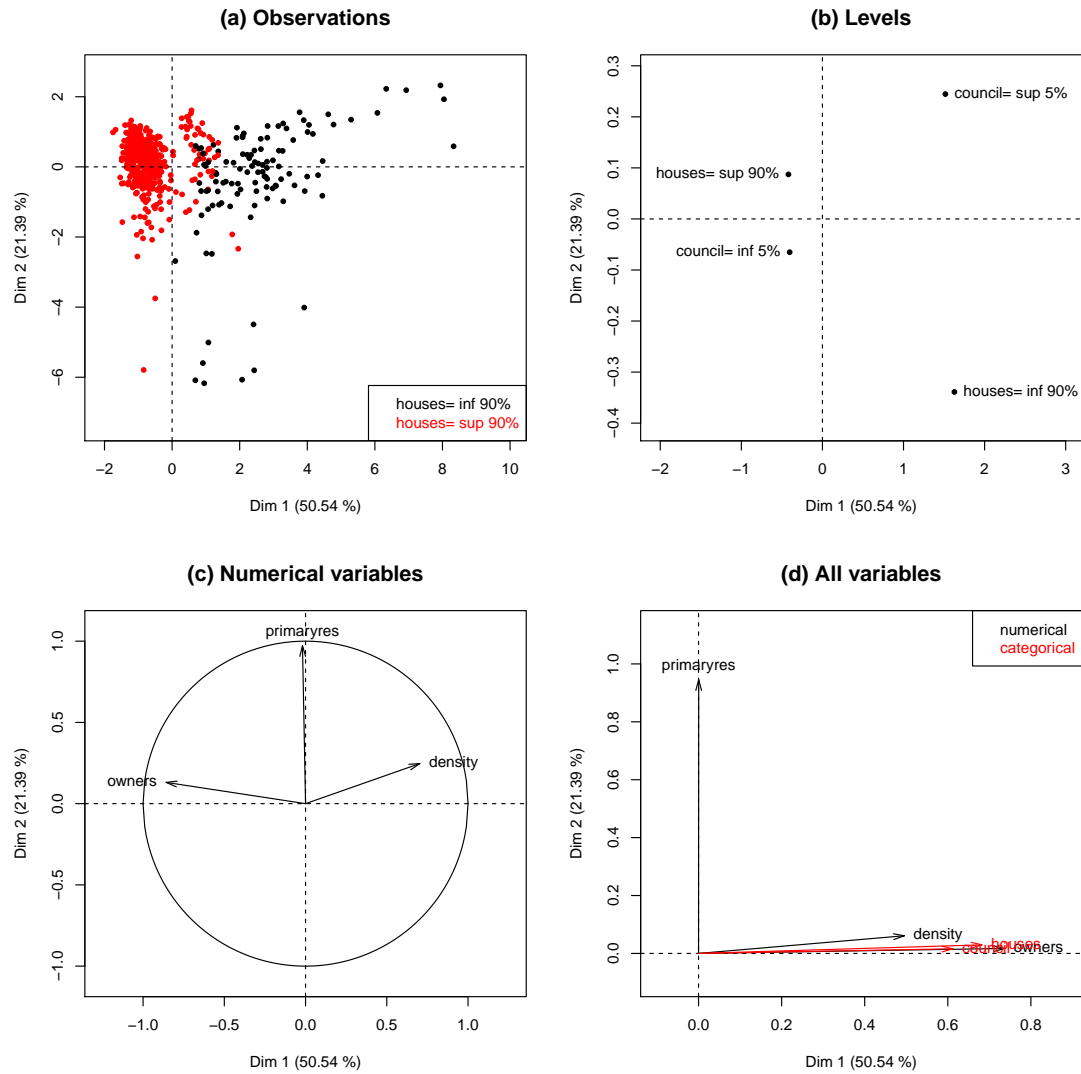 (a) Observations
2
0
−2
−4
−6
Dim 2 (21.39 %)
houses= inf 90%
houses= sup 90%
−2 0 2 4 6 8 10
Dim 1 (50.54 %)
(b) Levels
0.3
0.2
0.1
0.0
−0.1
−0.2
−0.3
−0.4
Dim 2 (21.39 %)
council= sup 5%
houses= sup 90%
council= inf 5%
houses= inf 90%
−2 −1 0 1 2 3
Dim 1 (50.54 %)
(c) Numerical variables
1.0
0.5
0.0
−0.5
−1.0
Dim 2 (21.39 %)
primaryres
density
owners
−1.0 −0.5 0.0 0.5 1.0
Dim 1 (50.54 %)
(d) All variables
1.0
0.8
0.6
0.4
0.2
0.0
Dim 2 (21.39 %)
numerical
categorical
primaryres
density
houses
council owners
0.0 0.2 0.4 0.6 0.8
Dim 1 (50.54 %)